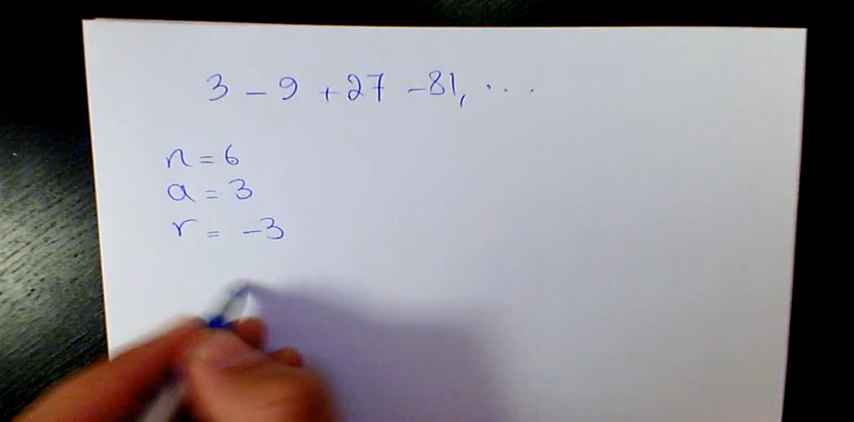 3 - 9 + 27 - 81, ...
n = 6
a = 3
r = -3